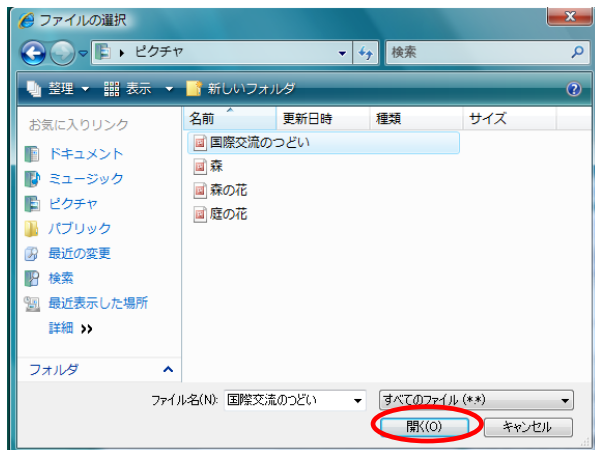 ファイルの選択
ピクチャ
検索
整理 表示 新しいフォルダ
お気に入りリンク
ドキュメント
ミュージック
ピクチャ
パブリック
最近の変更
検索
最近表示した場所
詳細 >>
フォルダ
名前 更新日時 種類 サイズ
国際交流のつどい
森
森の花
庭の花
ファイル名(N): 国際交流のつどい すべてのファイル (*.*)
開く(O) キャンセル